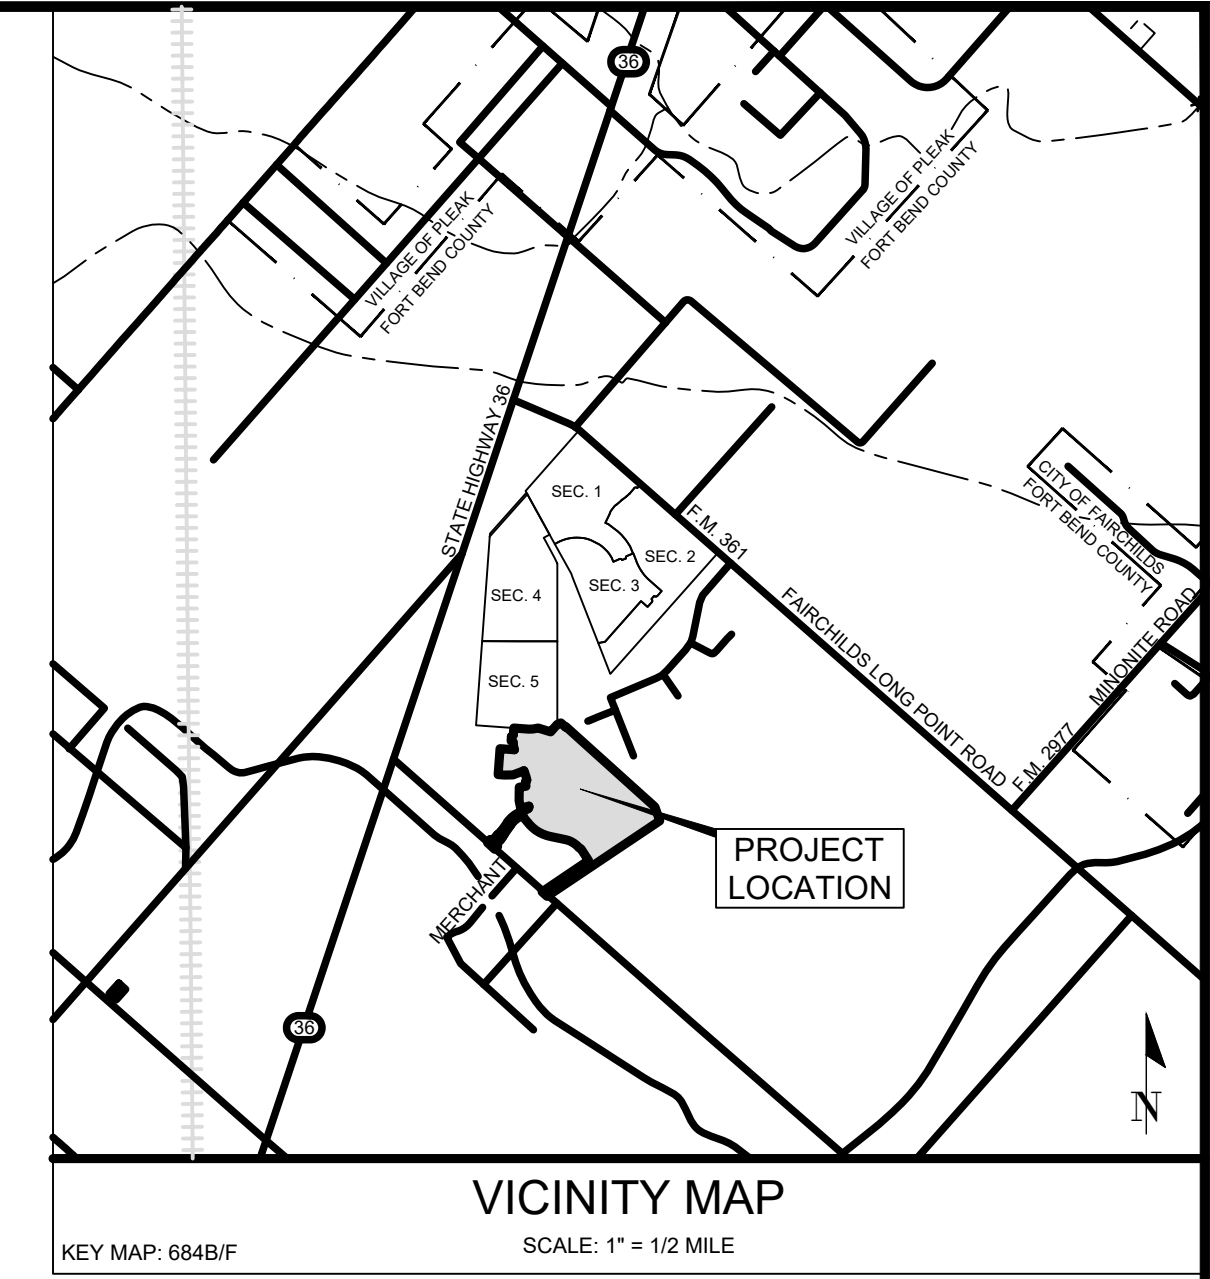 36
VILLAGE OF PLEAK
FORT BEND COUNTY
VILLAGE OF PLEAK
FORT BEND COUNTY
STATE HIGHWAY 36
SEC. 1
SEC. 2
SEC. 3
SEC. 4
SEC. 5
F.M. 361
FAIRCHILDS LONG POINT ROAD
CITY OF FAIRCHILDS
FORT BEND COUNTY
MINONITE ROAD
F.M. 2977
PROJECT
LOCATION
MERCHANT
36
N
VICINITY MAP
SCALE: 1" = 1/2 MILE
KEY MAP: 684B/F